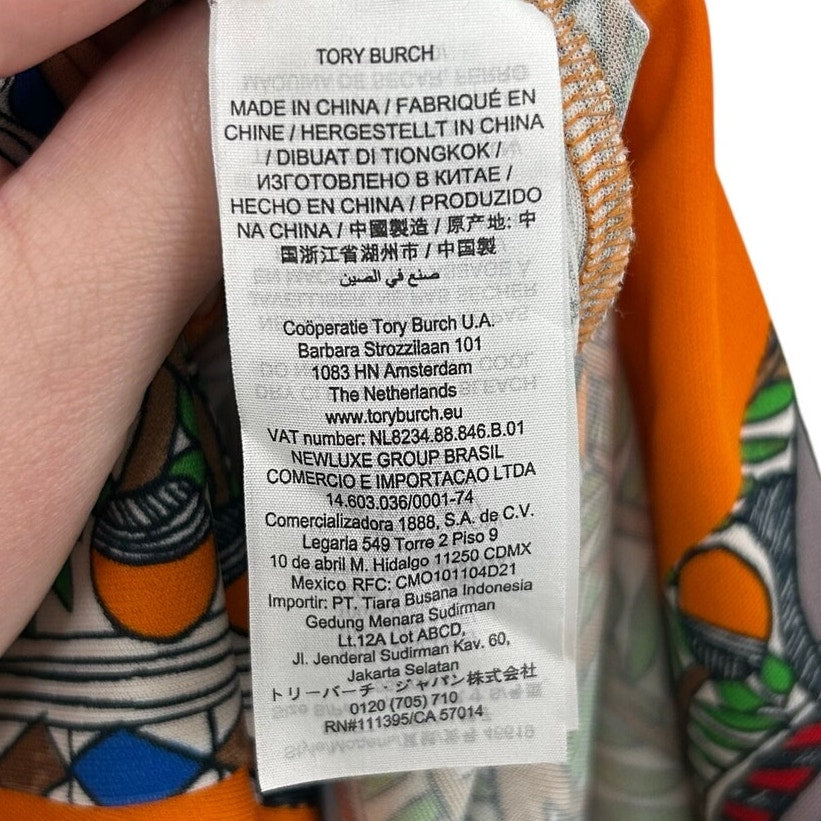 TORY BURCH
MADE IN CHINA / FABRIQUÉ EN
CHINE / HERGESTELLT IN CHINA
/ DIBUAT DI TIONGKOK /
ИЗГОТОВЛЕНО В КИТАЕ /
HECHO EN CHINA / PRODUZIDO
NA CHINA / 中國製造 / 原产地: 中
国浙江省湖州市 / 中国製
صنع في الصين
Coöperatie Tory Burch U.A.
Barbara Strozzilaan 101
1083 HN Amsterdam
The Netherlands
www.toryburch.eu
VAT number: NL8234.88.846.B.01
NEWLUXE GROUP BRASIL
COMERCIO E IMPORTACAO LTDA
14.603.036/0001-74
Comercializadora 1888, S.A. de C.V.
Legaria 549 Torre 2 Piso 9
10 de abril M. Hidalgo 11250 CDMX
Mexico RFC: CMO101104D21
Importir: PT. Tiara Busana Indonesia
Gedung Menara Sudirman
Lt.12A Lot ABCD,
Jl. Jenderal Sudirman Kav. 60,
Jakarta Selatan
トリーバーチ・ジャパン株式会社
0120 (705) 710
RN#111395/CA 57014